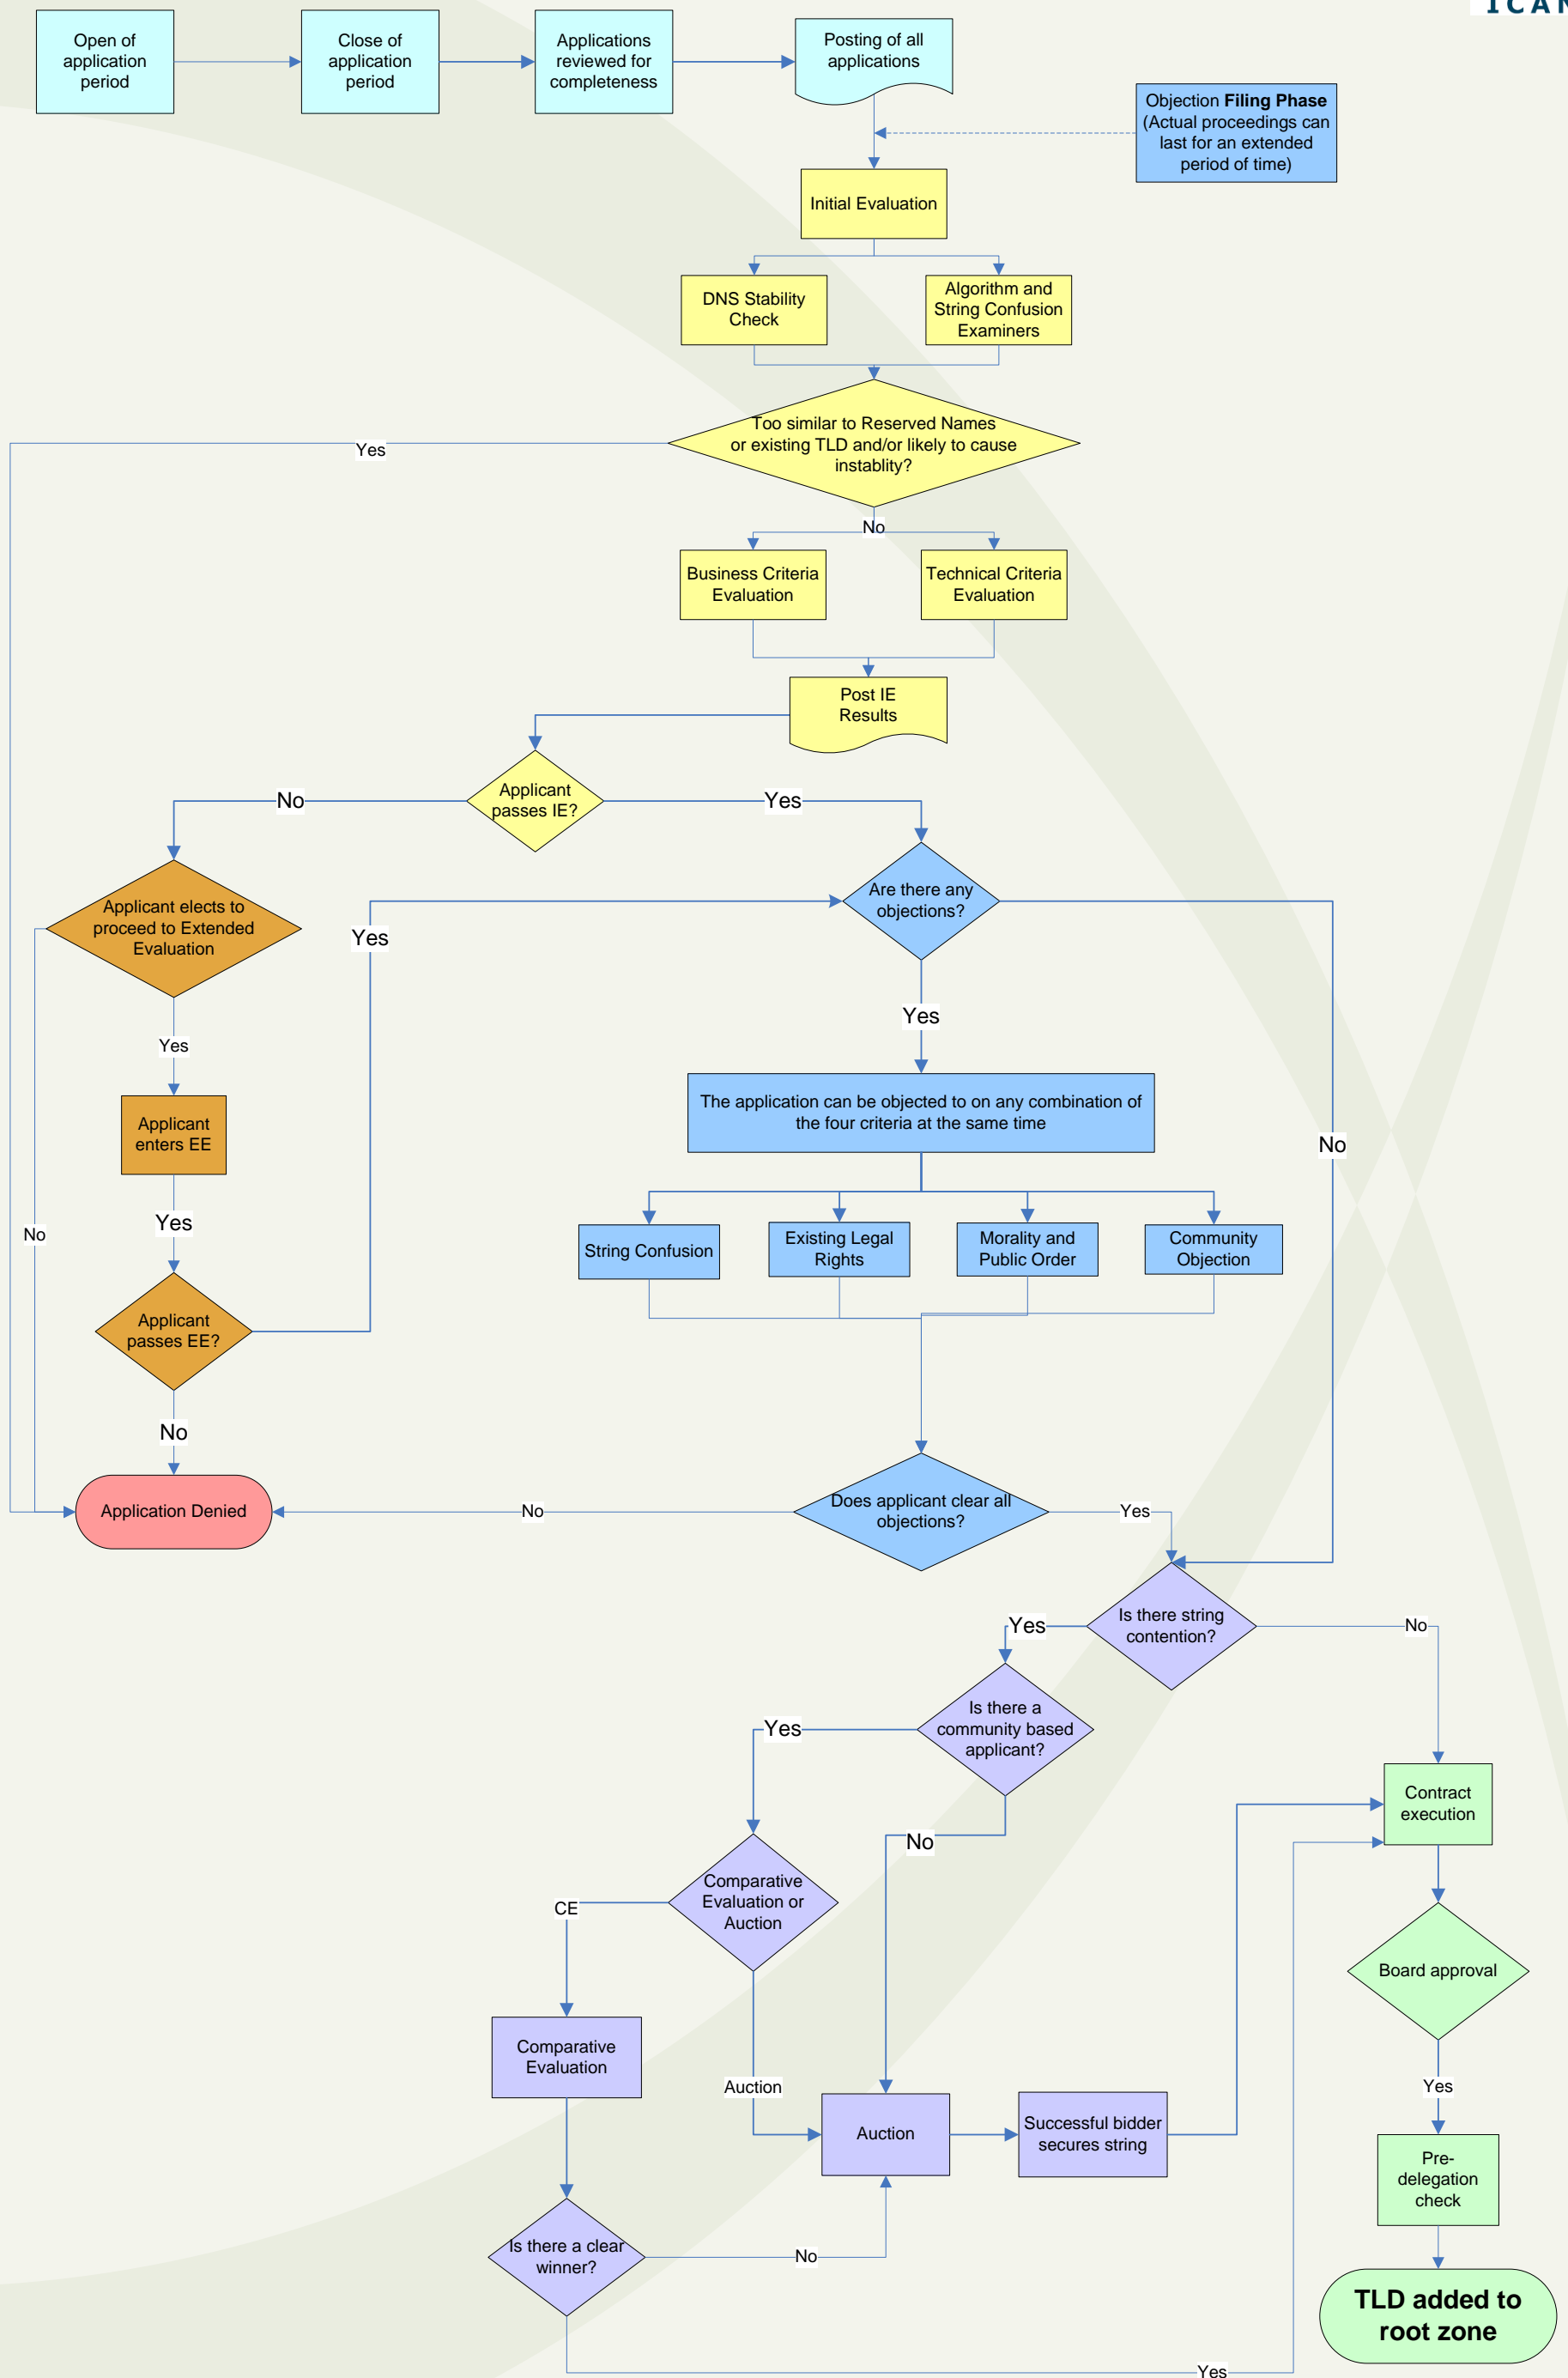 ICAN
Open of
application
period
Close of
application
period
Applications
reviewed for
completeness
Posting of all
applications
Objection Filing Phase
(Actual proceedings can
last for an extended
period of time)
Initial Evaluation
DNS Stability
Check
Algorithm and
String Confusion
Examiners
Too similar to Reserved Names
or existing TLD and/or likely to cause
instablity?
Yes
No
Business Criteria
Evaluation
Technical Criteria
Evaluation
Post IE
Results
Applicant
passes IE?
No
Yes
Applicant elects to
proceed to Extended
Evaluation
Are there any
objections?
Yes
Yes
Yes
The application can be objected to on any combination of
the four criteria at the same time
Applicant
enters EE
No
Yes
No
String Confusion
Existing Legal
Rights
Morality and
Public Order
Community
Objection
Applicant
passes EE?
No
Application Denied
No
Does applicant clear all
objections?
Yes
Is there string
contention?
Yes
No
Is there a
community based
applicant?
Yes
No
Contract
execution
Comparative
Evaluation or
Auction
CE
Board approval
Comparative
Evaluation
Auction
Yes
Auction
Successful bidder
secures string
Pre-
delegation
check
Is there a clear
winner?
No
TLD added to
root zone
Yes